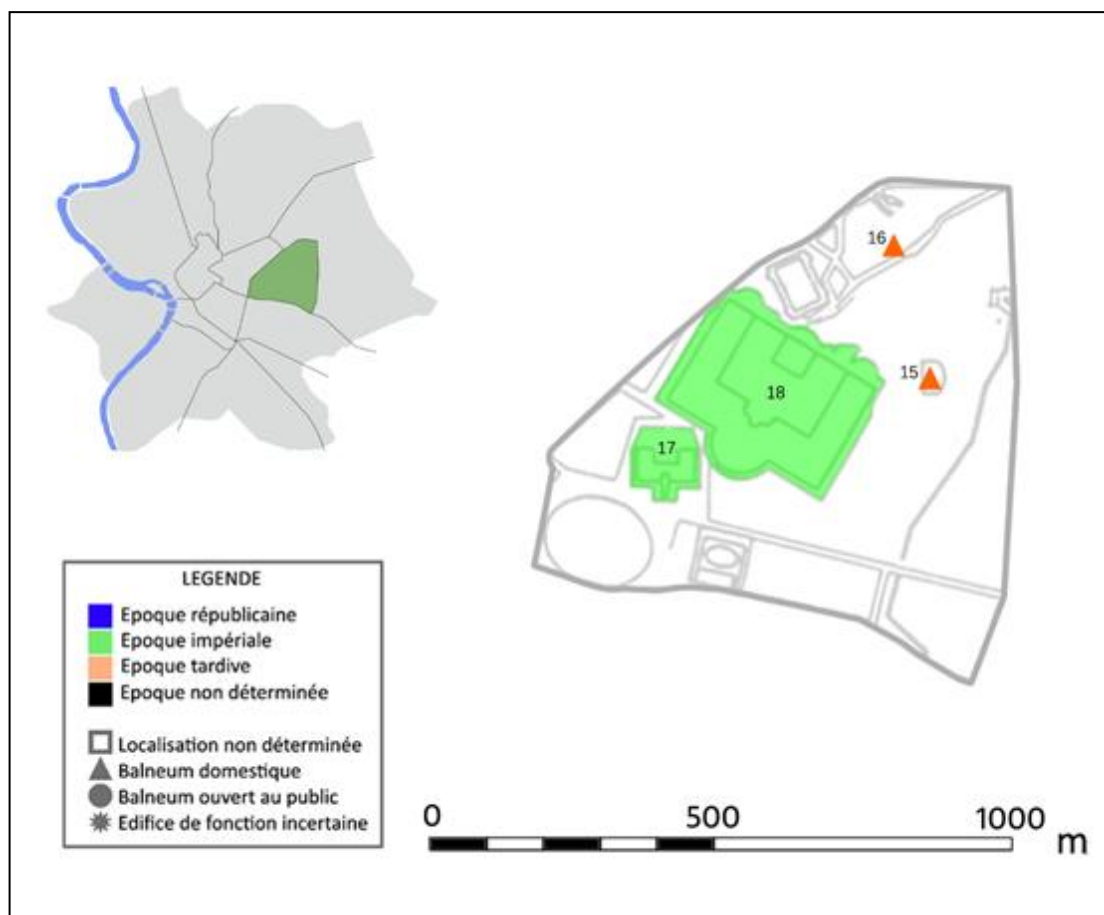 16
15
18
17
LEGENDE
Epoque républicaine
Epoque impériale
Epoque tardive
Epoque non déterminée
Localisation non déterminée
Balneum domestique
Balneum ouvert au public
Edifice de fonction incertaine
0 500 1000 m